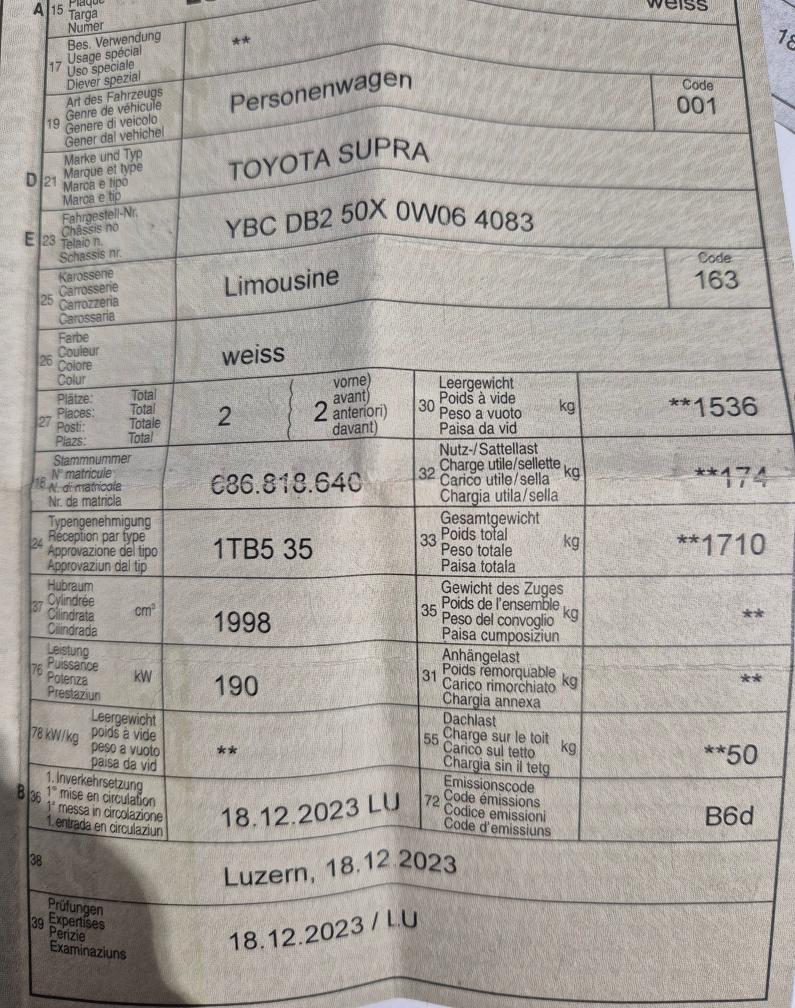 A 15 Plaque
Targa
Numer
weiss
17 Bes. Verwendung
Usage spécial
Uso speciale
Diever spezial
**
19 Art des Fahrzeugs
Genre de véhicule
Genere di veicolo
Gener dal vehichel
Personenwagen
Code
001
D 21 Marke und Typ
Marque et type
Marca e tipo
Marca e tip
TOYOTA SUPRA
E 23 Fahrgestell-Nr.
Châssis no
Telaio n.
Schassis nr.
YBC DB2 50X 0W06 4083
25 Karosserie
Carrosserie
Carrozzeria
Carossaria
Limousine
Code
163
26 Farbe
Couleur
Colore
Colur
weiss
27 Plätze: Total
Places: Total
Posti: Totale
Plazs: Total
2
2
vorne)
avant)
anteriori)
davant)
30 Leergewicht
Poids à vide
Peso a vuoto
Paisa da vid
kg
**1536
18 Stammnummer
N° matricule
N. di matricola
Nr. da matricla
686.818.640
32 Nutz-/Sattellast
Charge utile/sellette
Carico utile/sella
Chargia utila/sella
kg
**174
24 Typengenehmigung
Réception par type
Approvazione del tipo
Approvaziun dal tip
1TB5 35
33 Gesamtgewicht
Poids total
Peso totale
Paisa totala
kg
**1710
37 Hubraum
Cylindrée
Cilindrata
Cilindrada
cm³
1998
35 Gewicht des Zuges
Poids de l'ensemble
Peso del convoglio
Paisa cumposiziun
kg
**
76 Leistung
Puissance
Potenza
Prestaziun
kW
190
31 Anhängelast
Poids remorquable
Carico rimorchiato
Chargia annexa
kg
**
78 kW/kg
Leergewicht
poids à vide
peso a vuoto
paisa da vid
**
55 Dachlast
Charge sur le toit
Carico sul tetto
Chargia sin il tetg
kg
**50
B 36 1. Inverkehrsetzung
1° mise en circulation
1° messa in circolazione
1. entrada en circulaziun
18.12.2023 LU
72 Emissionscode
Code émissions
Codice emissioni
Code d'emissiuns
B6d
38
Luzern, 18.12.2023
39 Prüfungen
Expertises
Perizie
Examinaziuns
18.12.2023 / LU